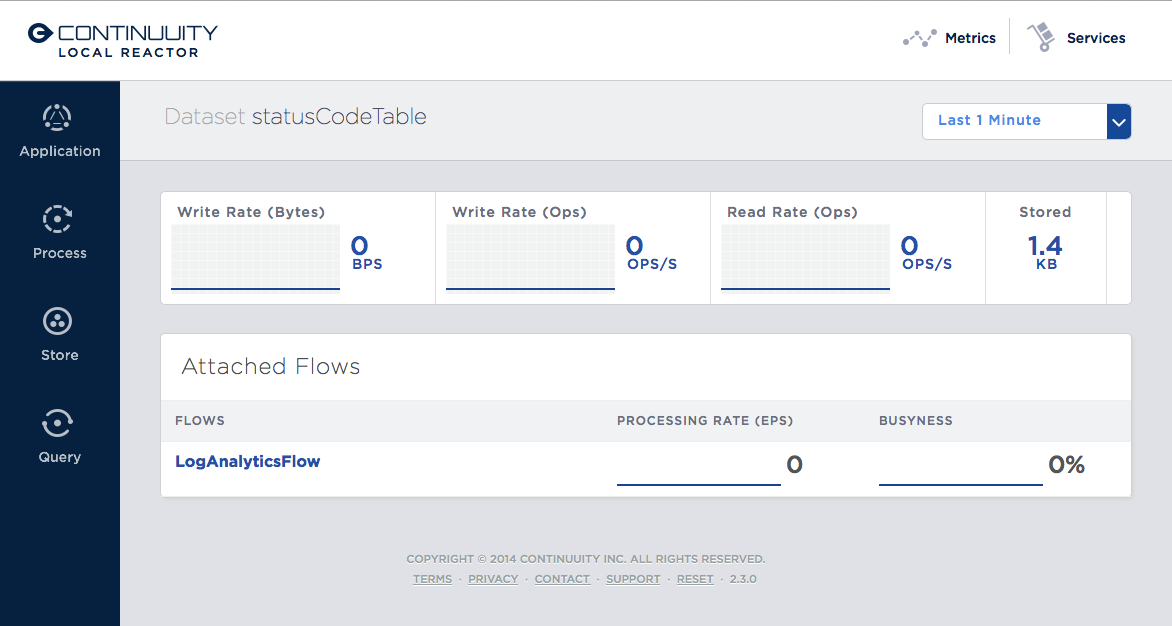 CONTINUUITY
LOCAL REACTOR
Metrics
Services
Application
Process
Store
Query
Dataset statusCodeTable
Last 1 Minute
Write Rate (Bytes)
0
BPS
Write Rate (Ops)
0
OPS/S
Read Rate (Ops)
0
OPS/S
Stored
1.4
KB
Attached Flows
FLOWS PROCESSING RATE (EPS) BUSYNESS
LogAnalyticsFlow 0 0%
COPYRIGHT © 2014 CONTINUUITY INC. ALL RIGHTS RESERVED.
TERMS · PRIVACY · CONTACT · SUPPORT · RESET · 2.3.0